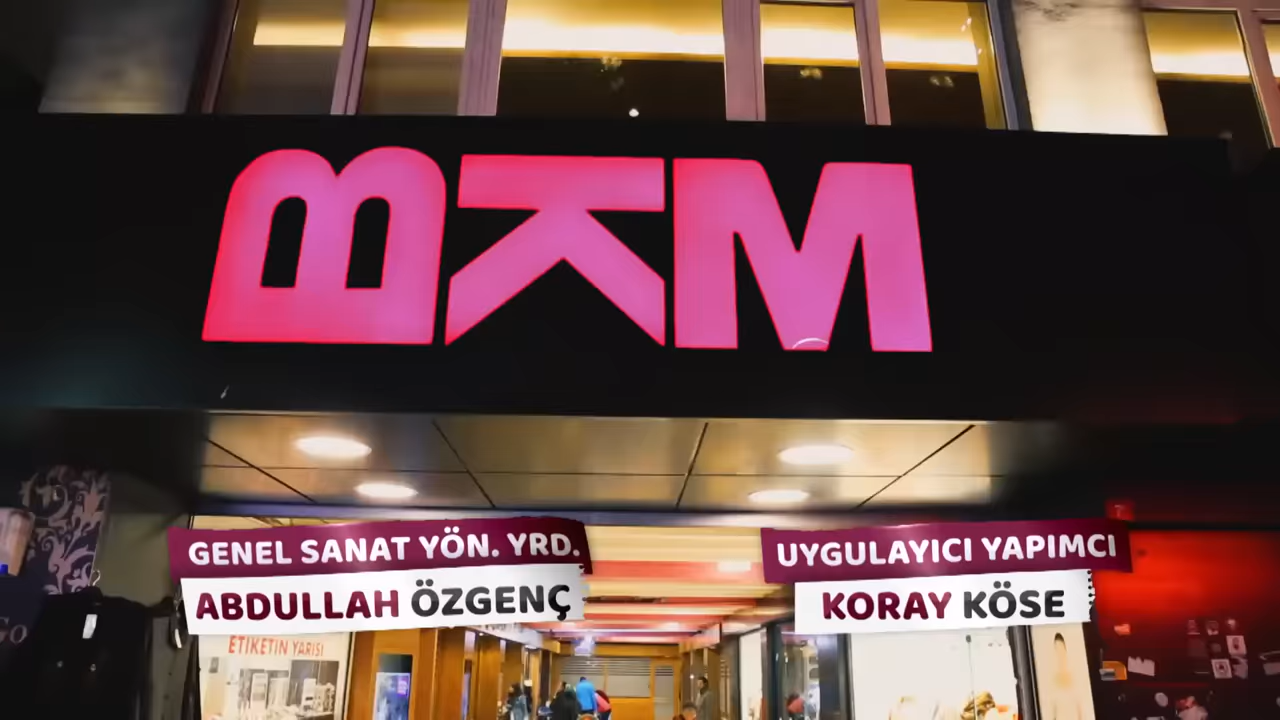 BKM
GENEL SANAT YÖN. YRD.
ABDULLAH ÖZGENÇ
UYGULAYICI YAPIMCI
KORAY KÖSE
ETİKETİN YARISI